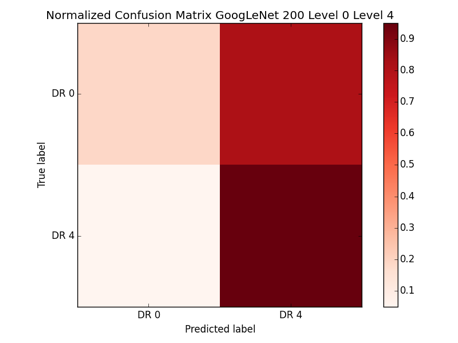 Normalized Confusion Matrix GoogLeNet 200 Level 0 Level 4
0.9
0.8
DR 0
0.7
0.6
True label
0.5
0.4
0.3
DR 4
0.2
0.1
DR 0 DR 4
Predicted label